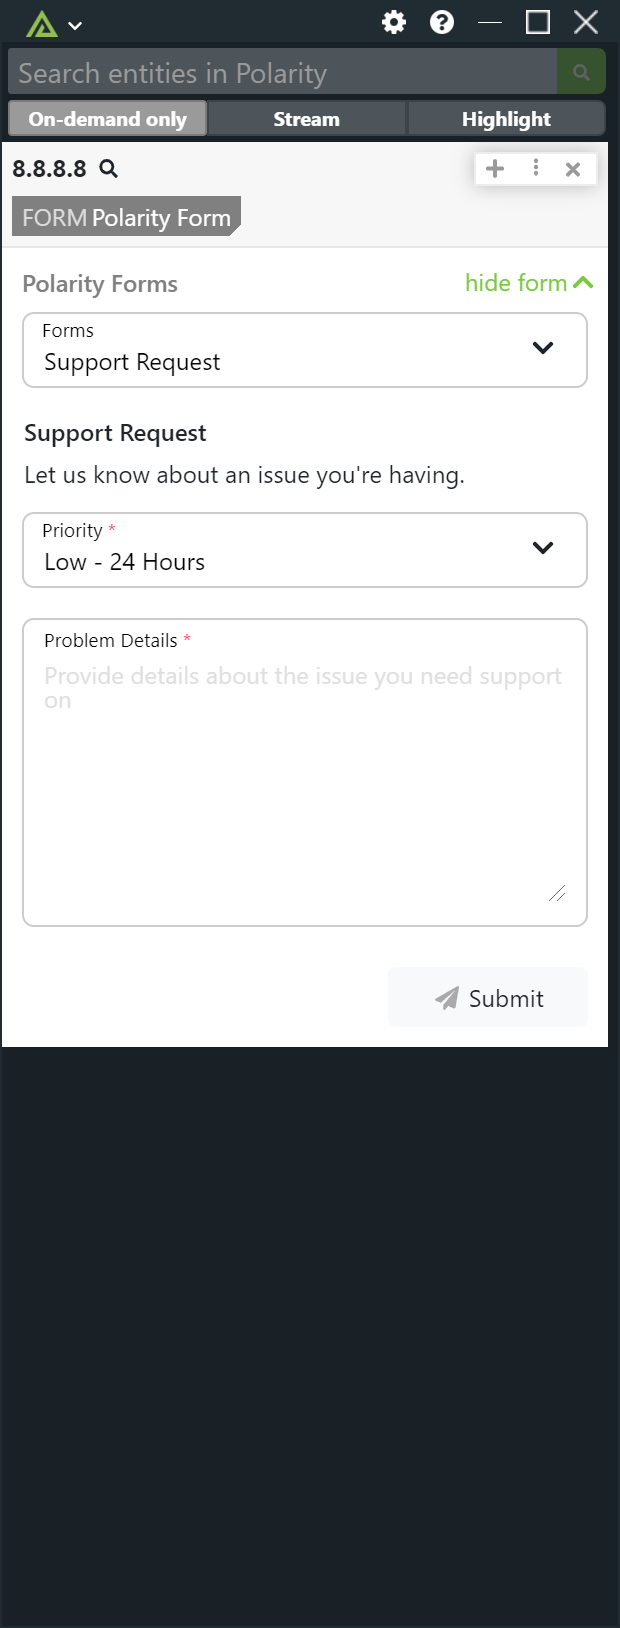 Search entities in Polarity
On-demand only Stream Highlight
8.8.8.8
FORM Polarity Form
Polarity Forms hide form
Forms
Support Request
Support Request
Let us know about an issue you're having.
Priority *
Low - 24 Hours
Problem Details *
Provide details about the issue you need support
on
Submit